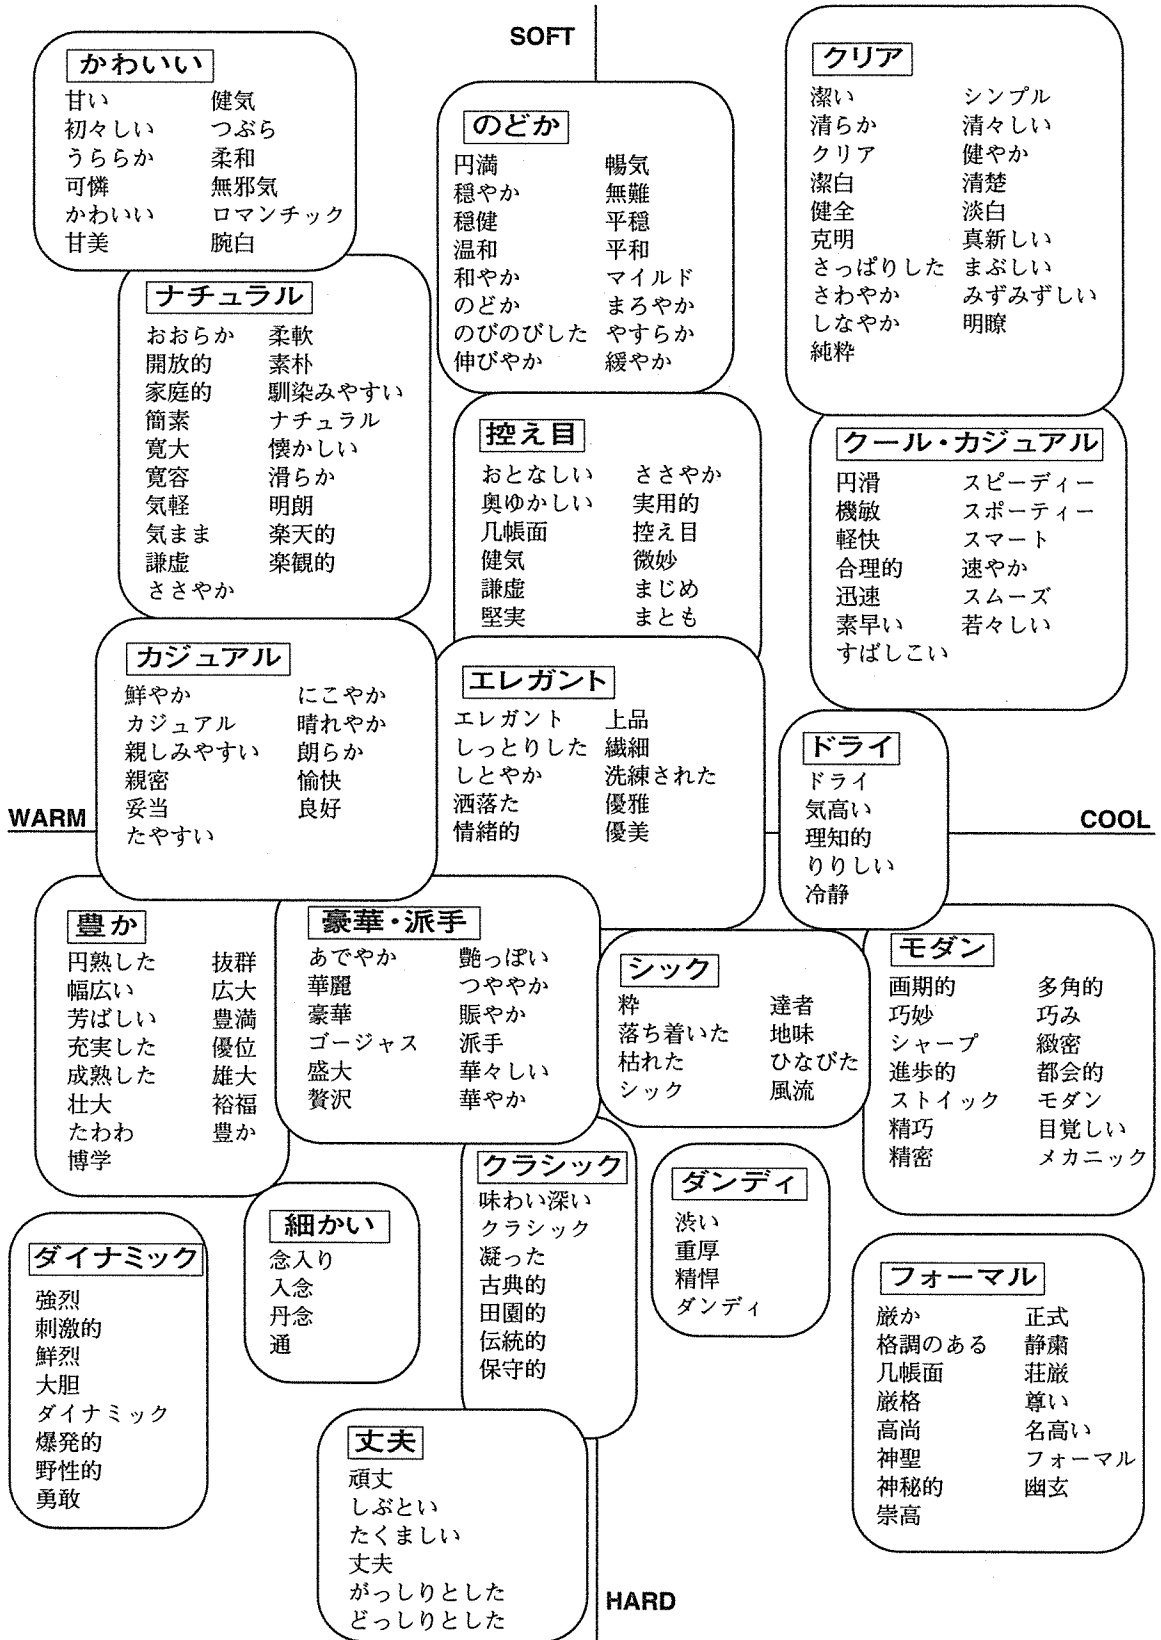 SOFT
かわいい
甘い 健気
初々しい つぶら
うららか 柔和
可憐 無邪気
かわいい ロマンチック
甘美 腕白
のどか
円満 暢気
穏やか 無難
穏健 平穏
温和 平和
和やか マイルド
のどか まろやか
のびのびした やすらか
伸びやか 緩やか
クリア
潔い シンプル
清らか 清々しい
クリア 健やか
潔白 清楚
健全 淡白
克明 真新しい
さっぱりした まぶしい
さわやか みずみずしい
しなやか 明瞭
純粋
ナチュラル
おおらか 柔軟
開放的 素朴
家庭的 馴染みやすい
簡素 ナチュラル
寛大 懐かしい
寛容 滑らか
気軽 明朗
気まま 楽天的
謙虚 楽観的
ささやか
控え目
おとなしい ささやか
奥ゆかしい 実用的
几帳面 控え目
健気 微妙
謙虚 まじめ
堅実 まとも
クール・カジュアル
円滑 スピーディー
機敏 スポーティー
軽快 スマート
合理的 速やか
迅速 スムーズ
素早い 若々しい
すばしこい
カジュアル
鮮やか にこやか
カジュアル 晴れやか
親しみやすい 朗らか
親密 愉快
妥当 良好
たやすい
エレガント
エレガント 上品
しっとりした 繊細
しとやか 洗練された
洒落た 優雅
情緒的 優美
ドライ
ドライ
気高い
理知的
りりしい
冷静
WARM
COOL
豊か
円熟した 抜群
幅広い 広大
芳ばしい 豊満
充実した 優位
成熟した 雄大
壮大 裕福
たわわ 豊か
博学
豪華・派手
あでやか 艶っぽい
華麗 つややか
豪華 賑やか
ゴージャス 派手
盛大 華々しい
贅沢 華やか
シック
粋 達者
落ち着いた 地味
枯れた ひなびた
シック 風流
モダン
画期的 多角的
巧妙 巧み
シャープ 緻密
進歩的 都会的
ストイック モダン
精巧 目覚しい
精密 メカニック
クラシック
味わい深い
クラシック
凝った
古典的
田園的
伝統的
保守的
ダンディ
渋い
重厚
精悍
ダンディ
細かい
念入り
入念
丹念
通
ダイナミック
強烈
刺激的
鮮烈
大胆
ダイナミック
爆発的
野性的
勇敢
フォーマル
厳か 正式
格調のある 静粛
几帳面 荘厳
厳格 尊い
高尚 名高い
神聖 フォーマル
神秘的 幽玄
崇高
丈夫
頑丈
しぶとい
たくましい
丈夫
がっしりとした
どっしりとした
HARD